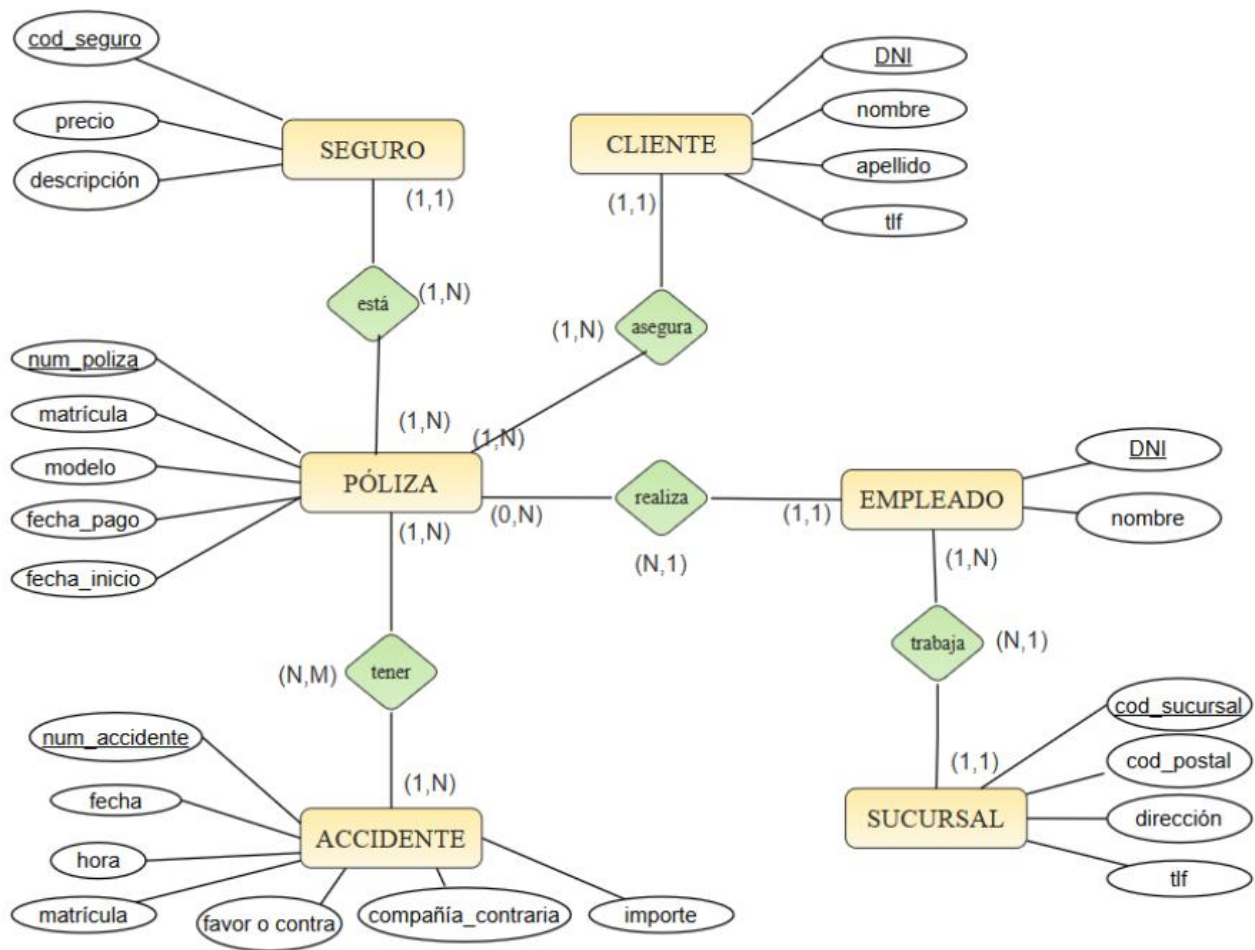 cod_seguro
precio
descripción
SEGURO
(1,1)
CLIENTE
(1,1)
DNI
nombre
apellido
tlf
está
(1,N)
(1,N)
asegura
num_poliza
matrícula
modelo
fecha_pago
fecha_inicio
(1,N)
(1,N)
PÓLIZA
(1,N)
(0,N)
realiza
(N,1)
(1,1)
EMPLEADO
DNI
nombre
(1,N)
trabaja
(N,1)
(1,1)
SUCURSAL
cod_sucursal
cod_postal
dirección
tlf
(N,M)
tener
(1,N)
ACCIDENTE
num_accidente
fecha
hora
matrícula
favor o contra
compañía_contraria
importe